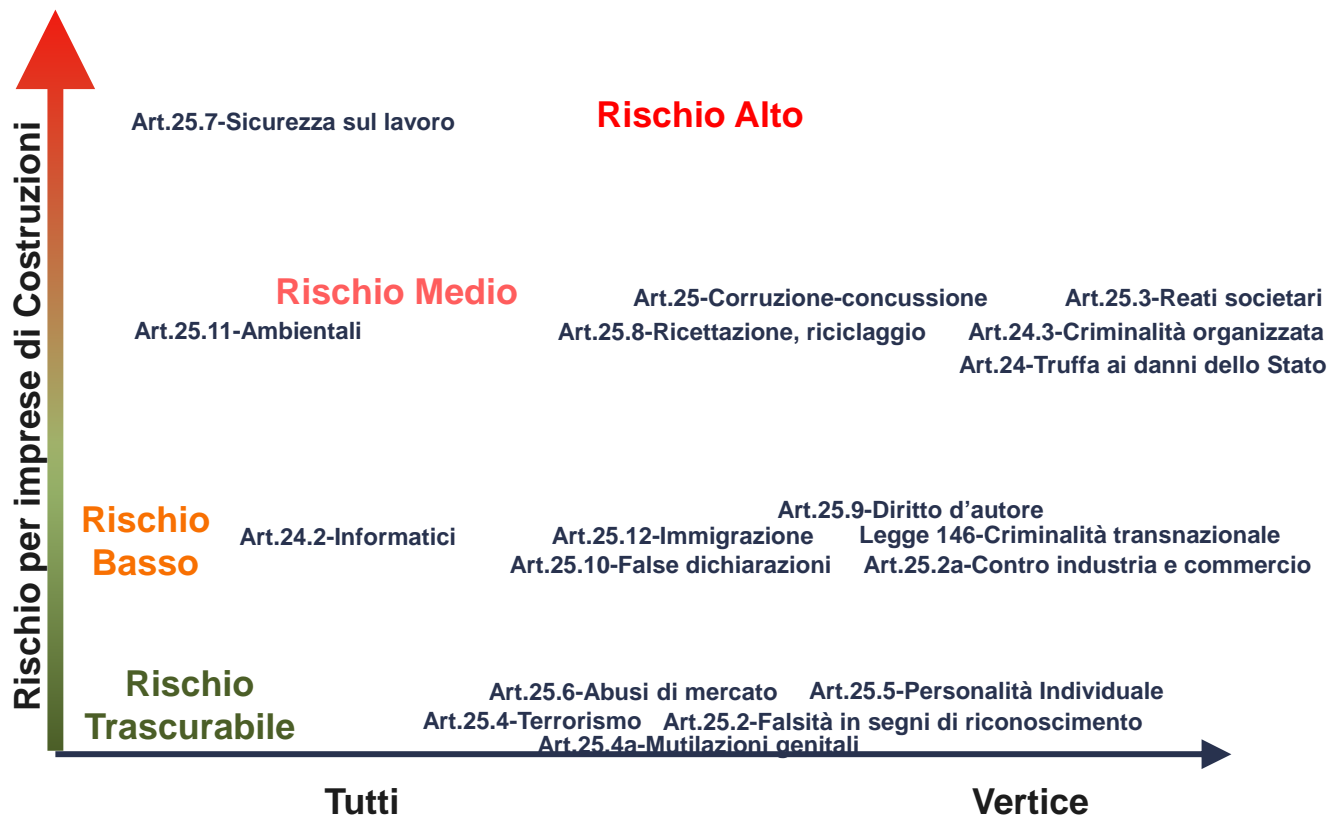 Rischio per imprese di Costruzioni
Art.25.7-Sicurezza sul lavoro
Rischio Alto
Rischio Medio
Art.25-Corruzione-concussione
Art.25.3-Reati societari
Art.25.11-Ambientali
Art.25.8-Ricettazione, riciclaggio
Art.24.3-Criminalità organizzata
Art.24-Truffa ai danni dello Stato
Rischio
Basso
Art.25.9-Diritto d’autore
Art.24.2-Informatici
Art.25.12-Immigrazione
Legge 146-Criminalità transnazionale
Art.25.10-False dichiarazioni
Art.25.2a-Contro industria e commercio
Rischio
Trascurabile
Art.25.6-Abusi di mercato
Art.25.5-Personalità Individuale
Art.25.4-Terrorismo
Art.25.2-Falsità in segni di riconoscimento
Art.25.4a-Mutilazioni genitali
Tutti
Vertice